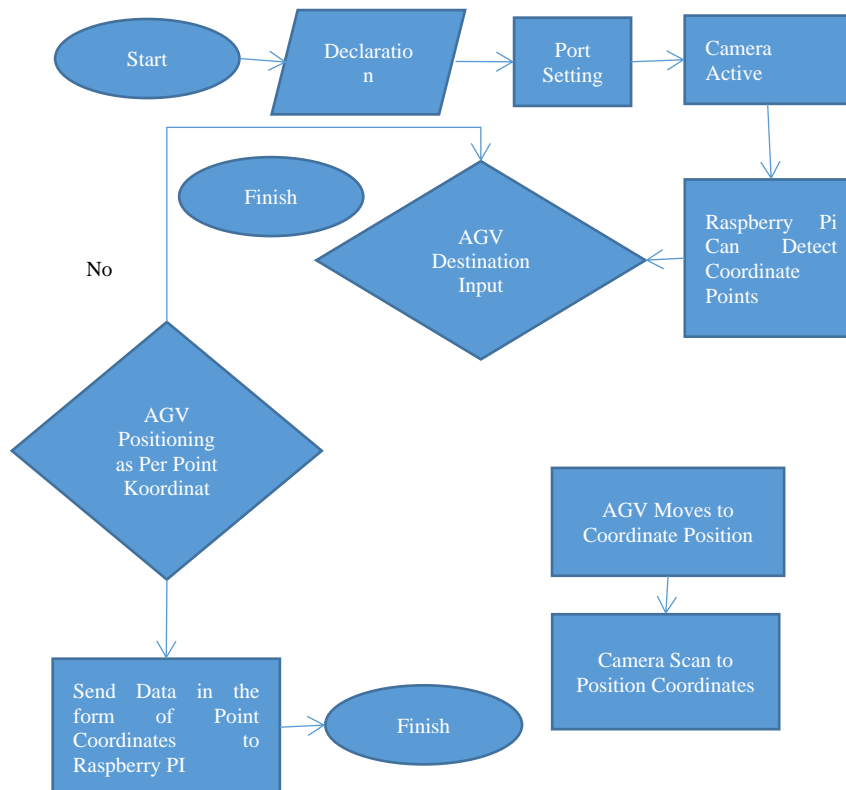 Start
Declaratio
n
Port
Setting
Camera
Active
Finish
AGV
Destination
Input
Raspberry Pi
Can Detect
Coordinate
Points
No
AGV
Positioning
as Per Point
Koordinat
AGV Moves to
Coordinate Position
Camera Scan to
Position Coordinates
Send Data in the
form of Point
Coordinates to
Raspberry PI
Finish